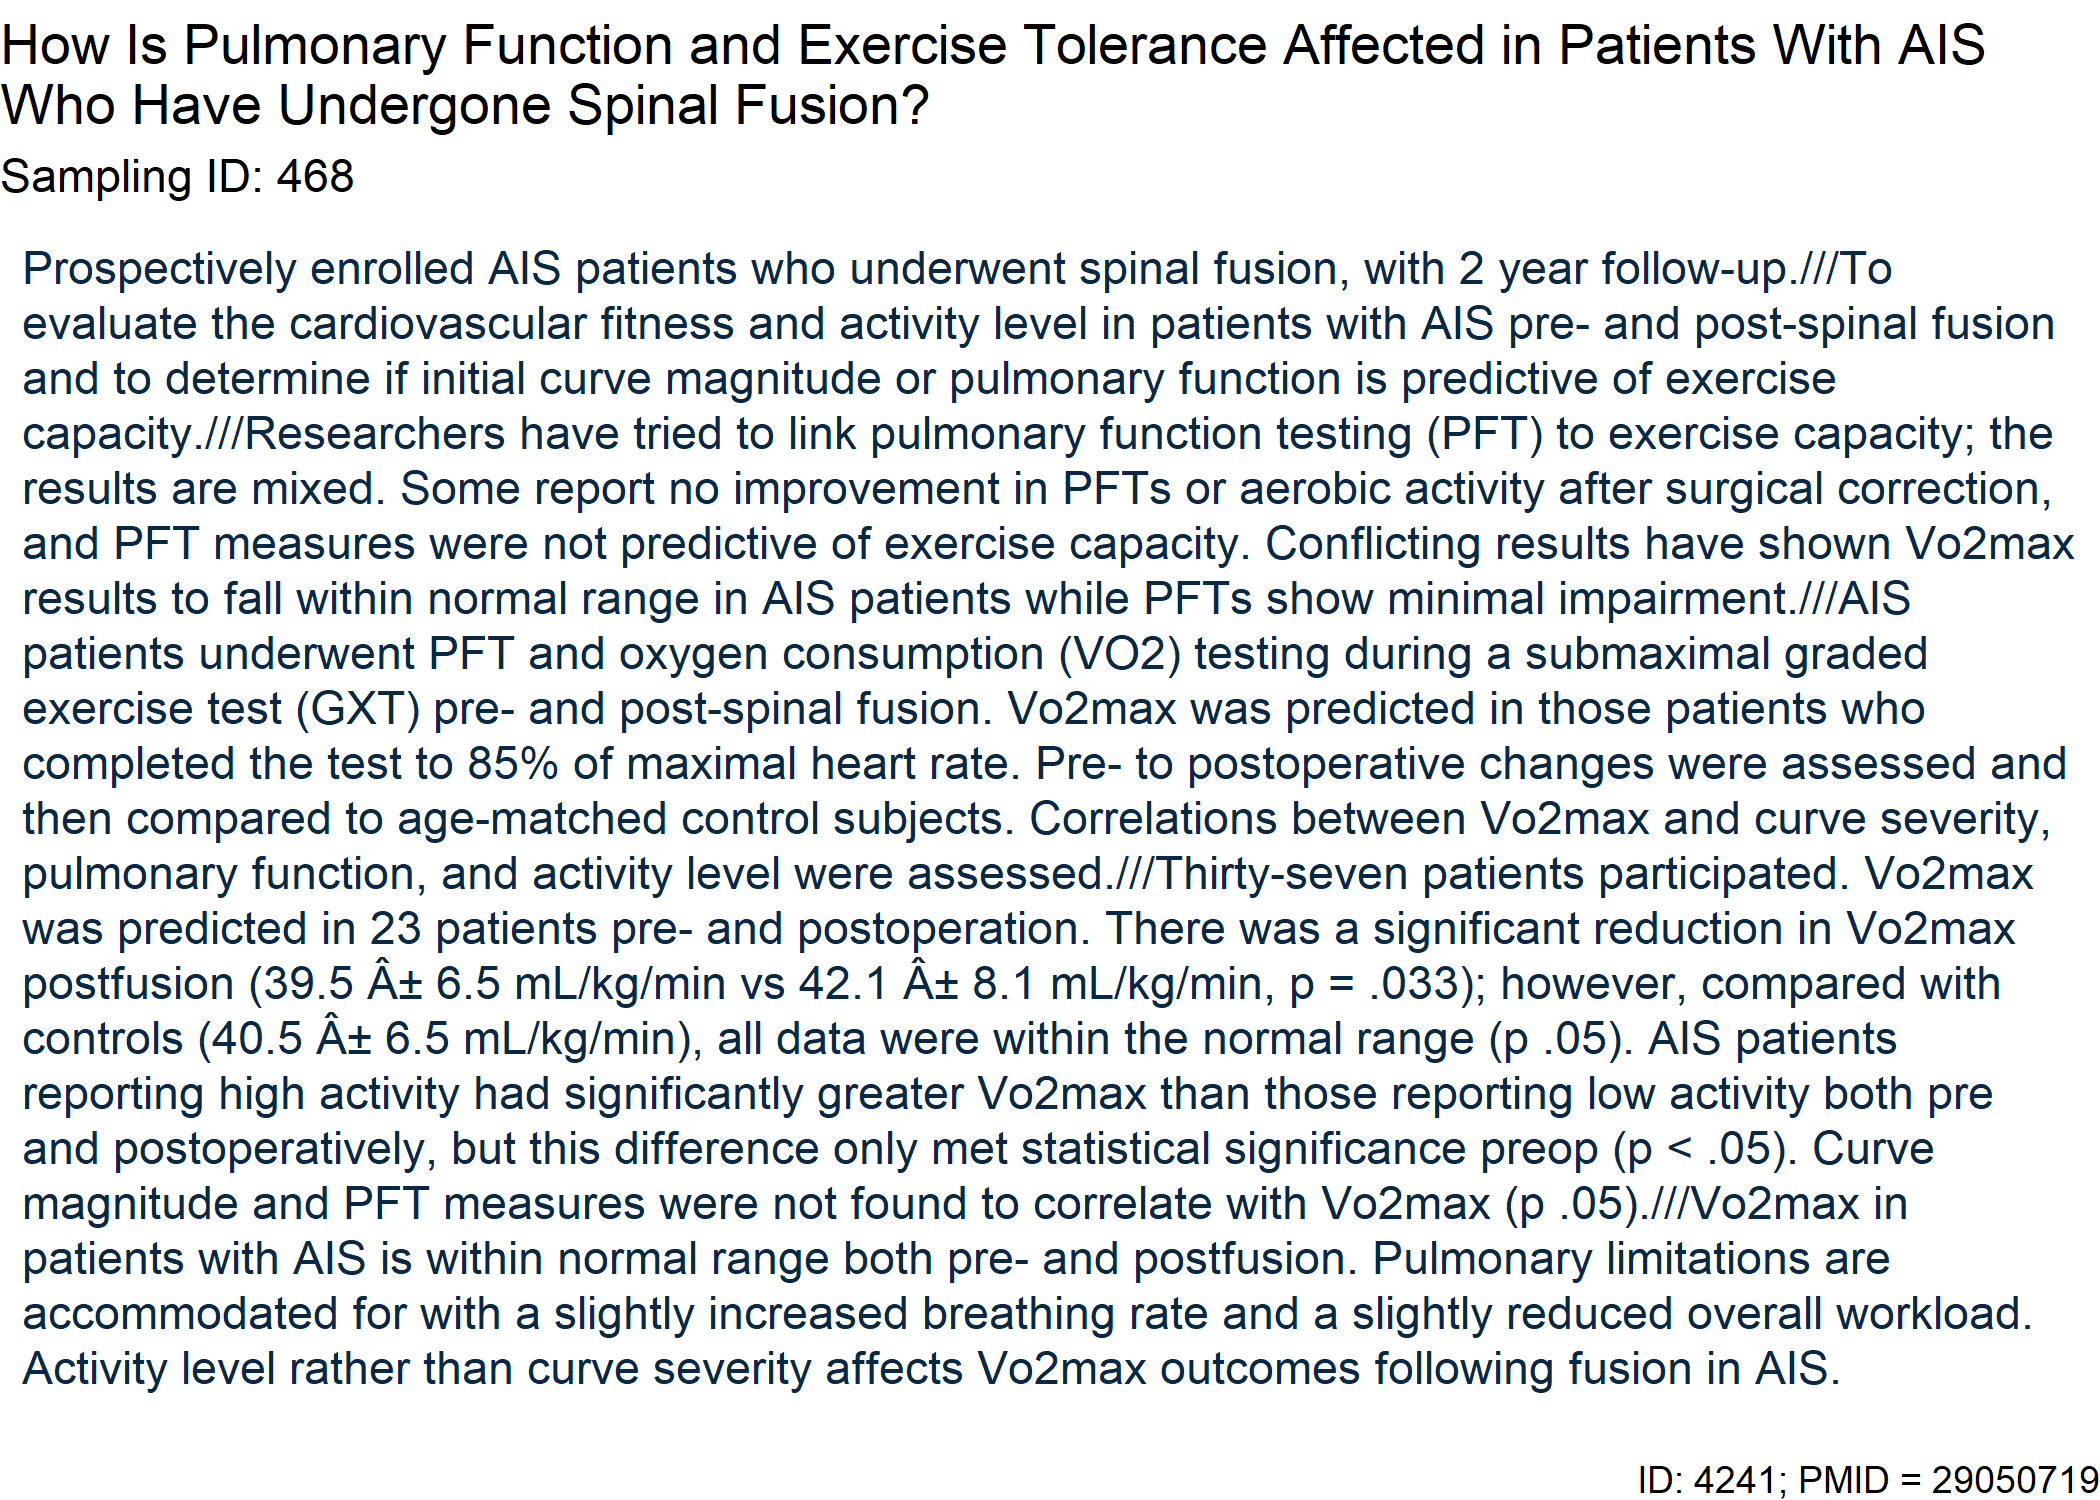 How Is Pulmonary Function and Exercise Tolerance Affected in Patients With AIS
Who Have Undergone Spinal Fusion?
Sampling ID: 468
Prospectively enrolled AIS patients who underwent spinal fusion, with 2 year follow-up.///To
evaluate the cardiovascular fitness and activity level in patients with AIS pre- and post-spinal fusion
and to determine if initial curve magnitude or pulmonary function is predictive of exercise
capacity.///Researchers have tried to link pulmonary function testing (PFT) to exercise capacity; the
results are mixed. Some report no improvement in PFTs or aerobic activity after surgical correction,
and PFT measures were not predictive of exercise capacity. Conflicting results have shown Vo2max
results to fall within normal range in AIS patients while PFTs show minimal impairment.///AIS
patients underwent PFT and oxygen consumption (VO2) testing during a submaximal graded
exercise test (GXT) pre- and post-spinal fusion. Vo2max was predicted in those patients who
completed the test to 85% of maximal heart rate. Pre- to postoperative changes were assessed and
then compared to age-matched control subjects. Correlations between Vo2max and curve severity,
pulmonary function, and activity level were assessed.///Thirty-seven patients participated. Vo2max
was predicted in 23 patients pre- and postoperation. There was a significant reduction in Vo2max
postfusion (39.5 Â± 6.5 mL/kg/min vs 42.1 Â± 8.1 mL/kg/min, p = .033); however, compared with
controls (40.5 Â± 6.5 mL/kg/min), all data were within the normal range (p .05). AIS patients
reporting high activity had significantly greater Vo2max than those reporting low activity both pre
and postoperatively, but this difference only met statistical significance preop (p < .05). Curve
magnitude and PFT measures were not found to correlate with Vo2max (p .05).///Vo2max in
patients with AIS is within normal range both pre- and postfusion. Pulmonary limitations are
accommodated for with a slightly increased breathing rate and a slightly reduced overall workload.
Activity level rather than curve severity affects Vo2max outcomes following fusion in AIS.
ID: 4241; PMID = 29050719